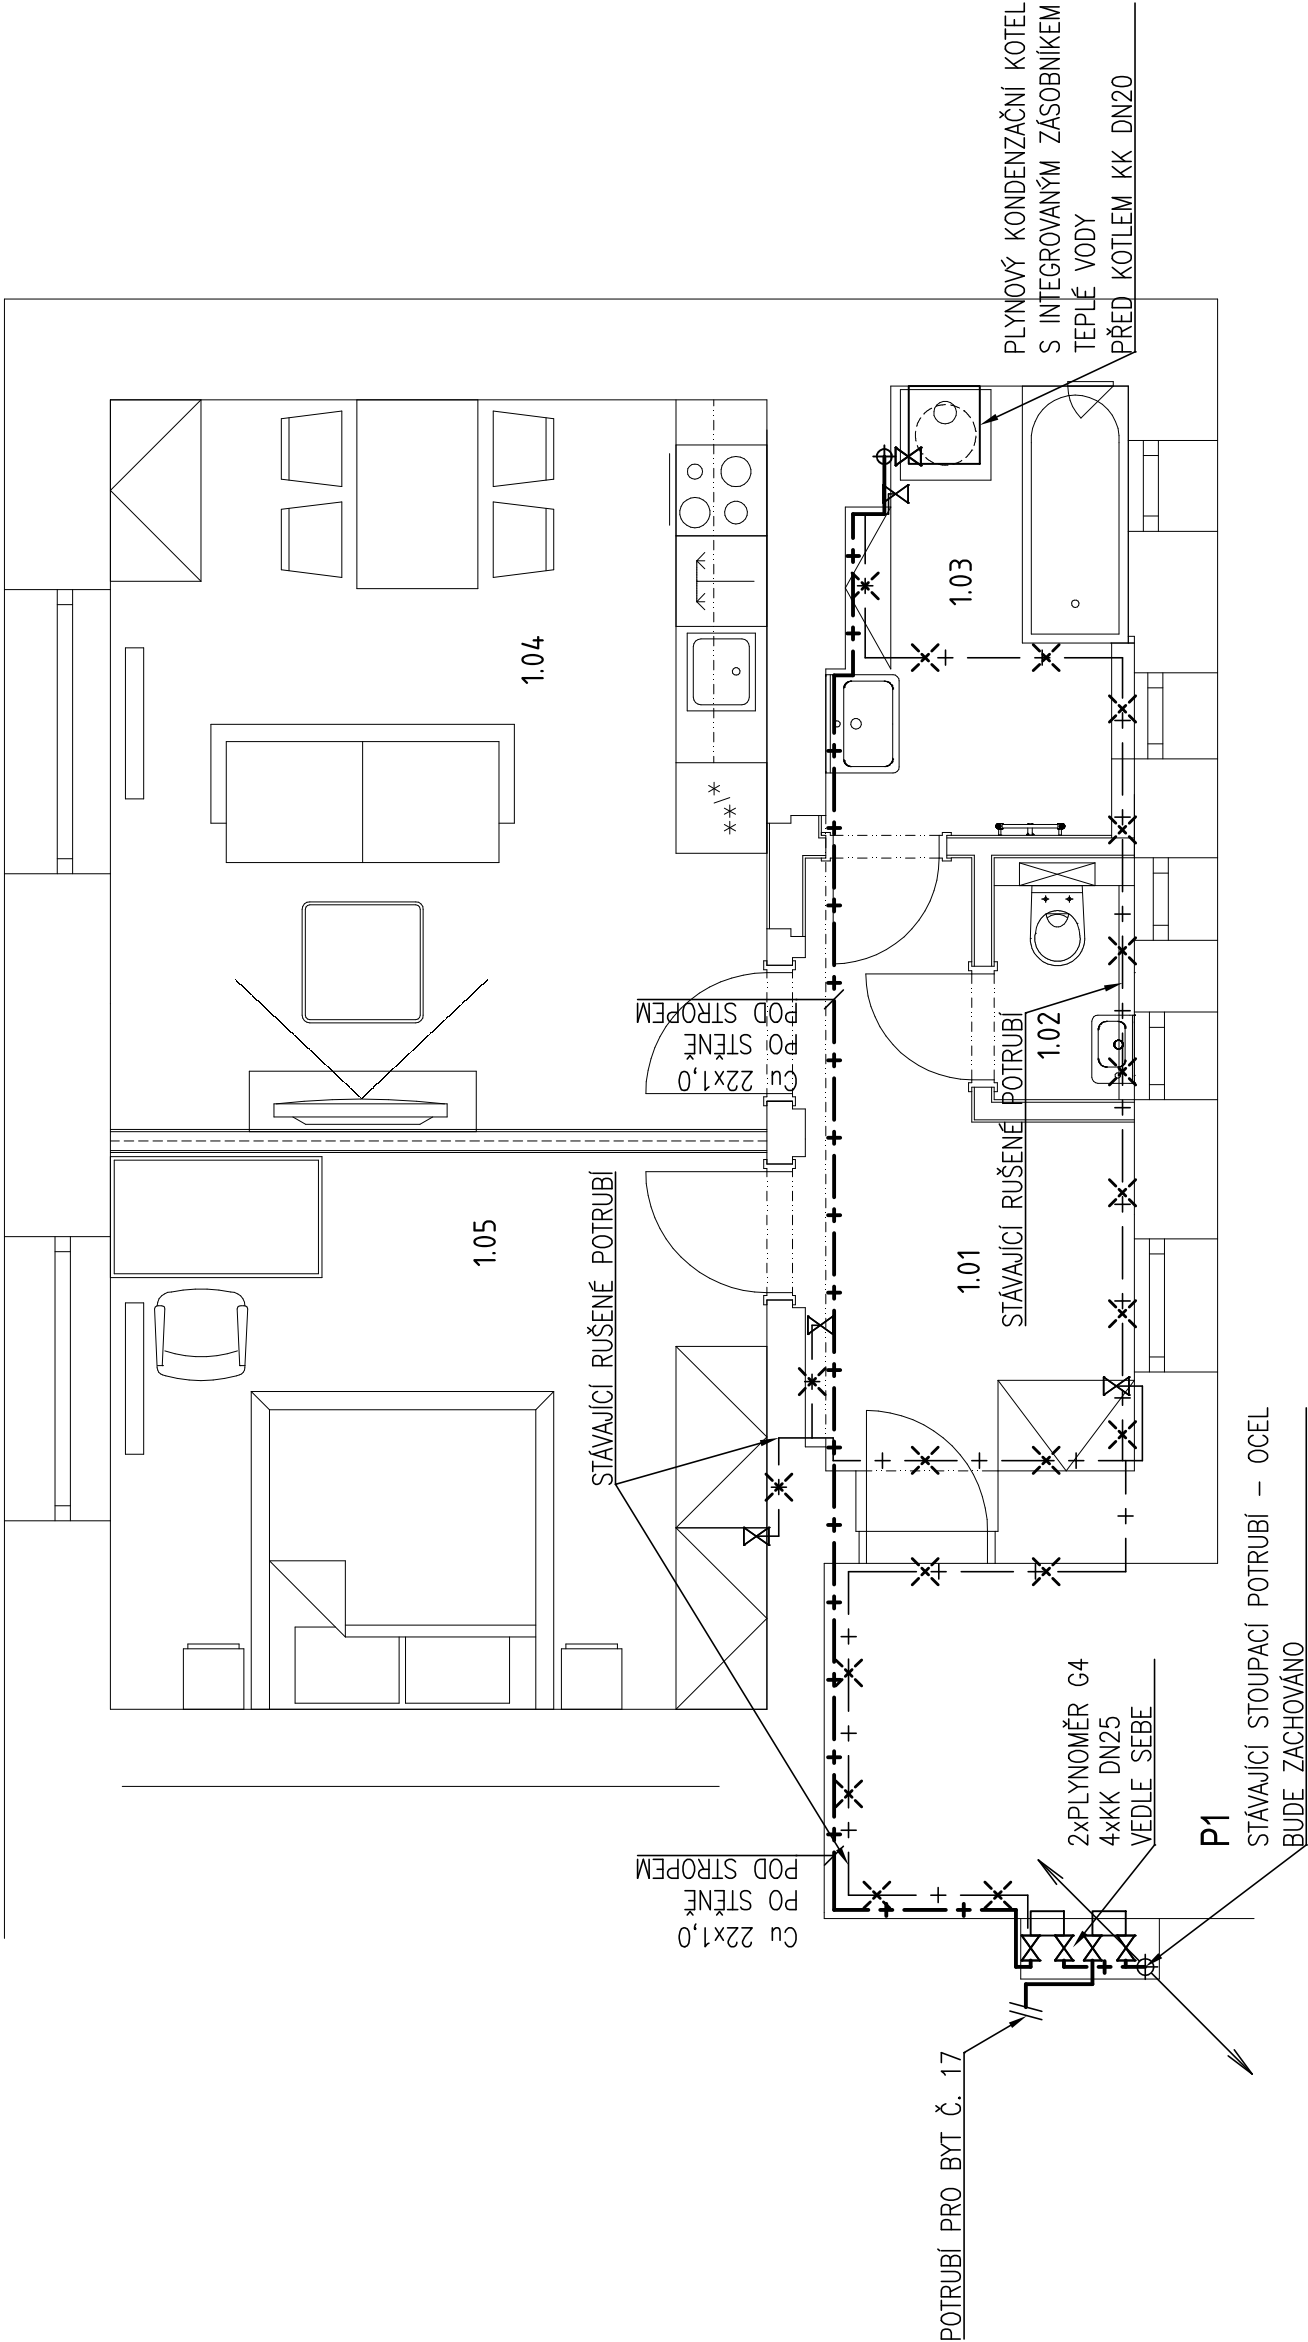 PLYNOVÝ KONDENZAČNÍ KOTEL
S INTEGROVANÝM ZÁSOBNÍKEM
TEPLÉ VODY
PŘED KOTLEM KK DN20
1.04
1.03
Cu 22x1,0
PO STĚNĚ
POD STROPEM
1.02
STÁVAJÍCÍ RUŠENÉ POTRUBÍ
1.05
1.01
STÁVAJÍCÍ RUŠENÉ POTRUBÍ
Cu 22x1,0
PO STĚNĚ
POD STROPEM
2xPLYNOMĚR G4
4xKK DN25
VEDLE SEBE
P1
STÁVAJÍCÍ STOUPACÍ POTRUBÍ - OCEL
BUDE ZACHOVÁNO
POTRUBÍ PRO BYT Č. 17
**\*